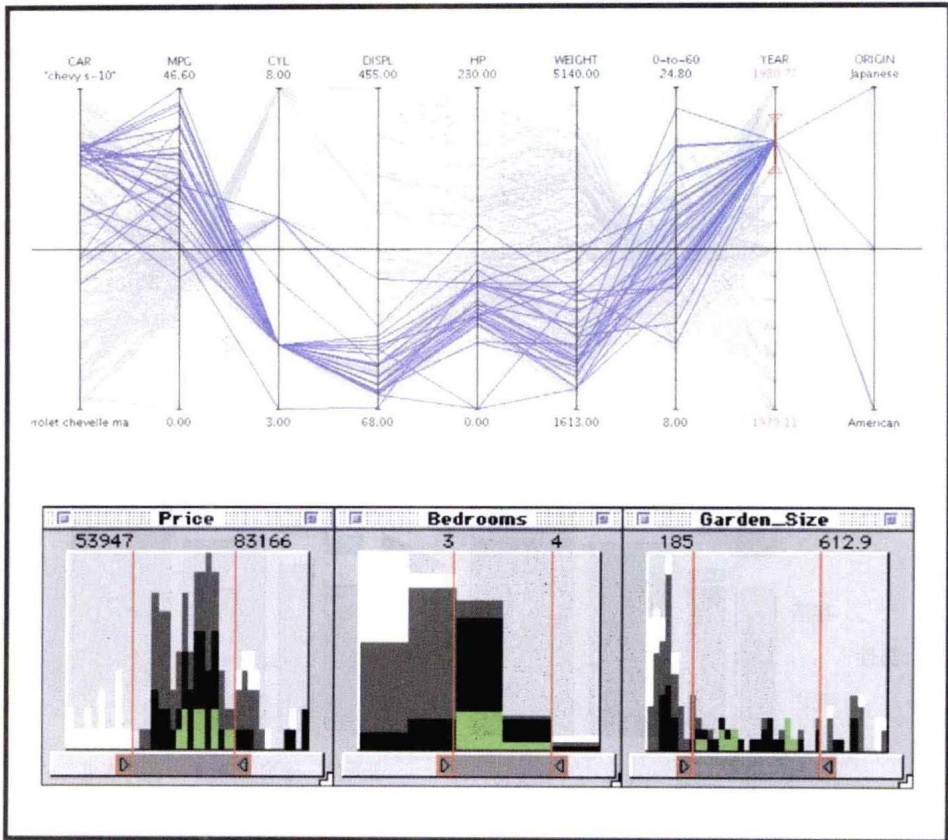 CAR MPG CYL DISPL HP WEIGHT 0-to-60 YEAR ORIGIN
"chevy s-10" 46.60 8.00 455.00 230.00 5140.00 24.80 Japanese
rolet chevelle ma 0.00 3.00 68.00 0.00 1613.00 8.00 American
Price Bedrooms Garden_Size
53947 83166 3 4 185 612.9